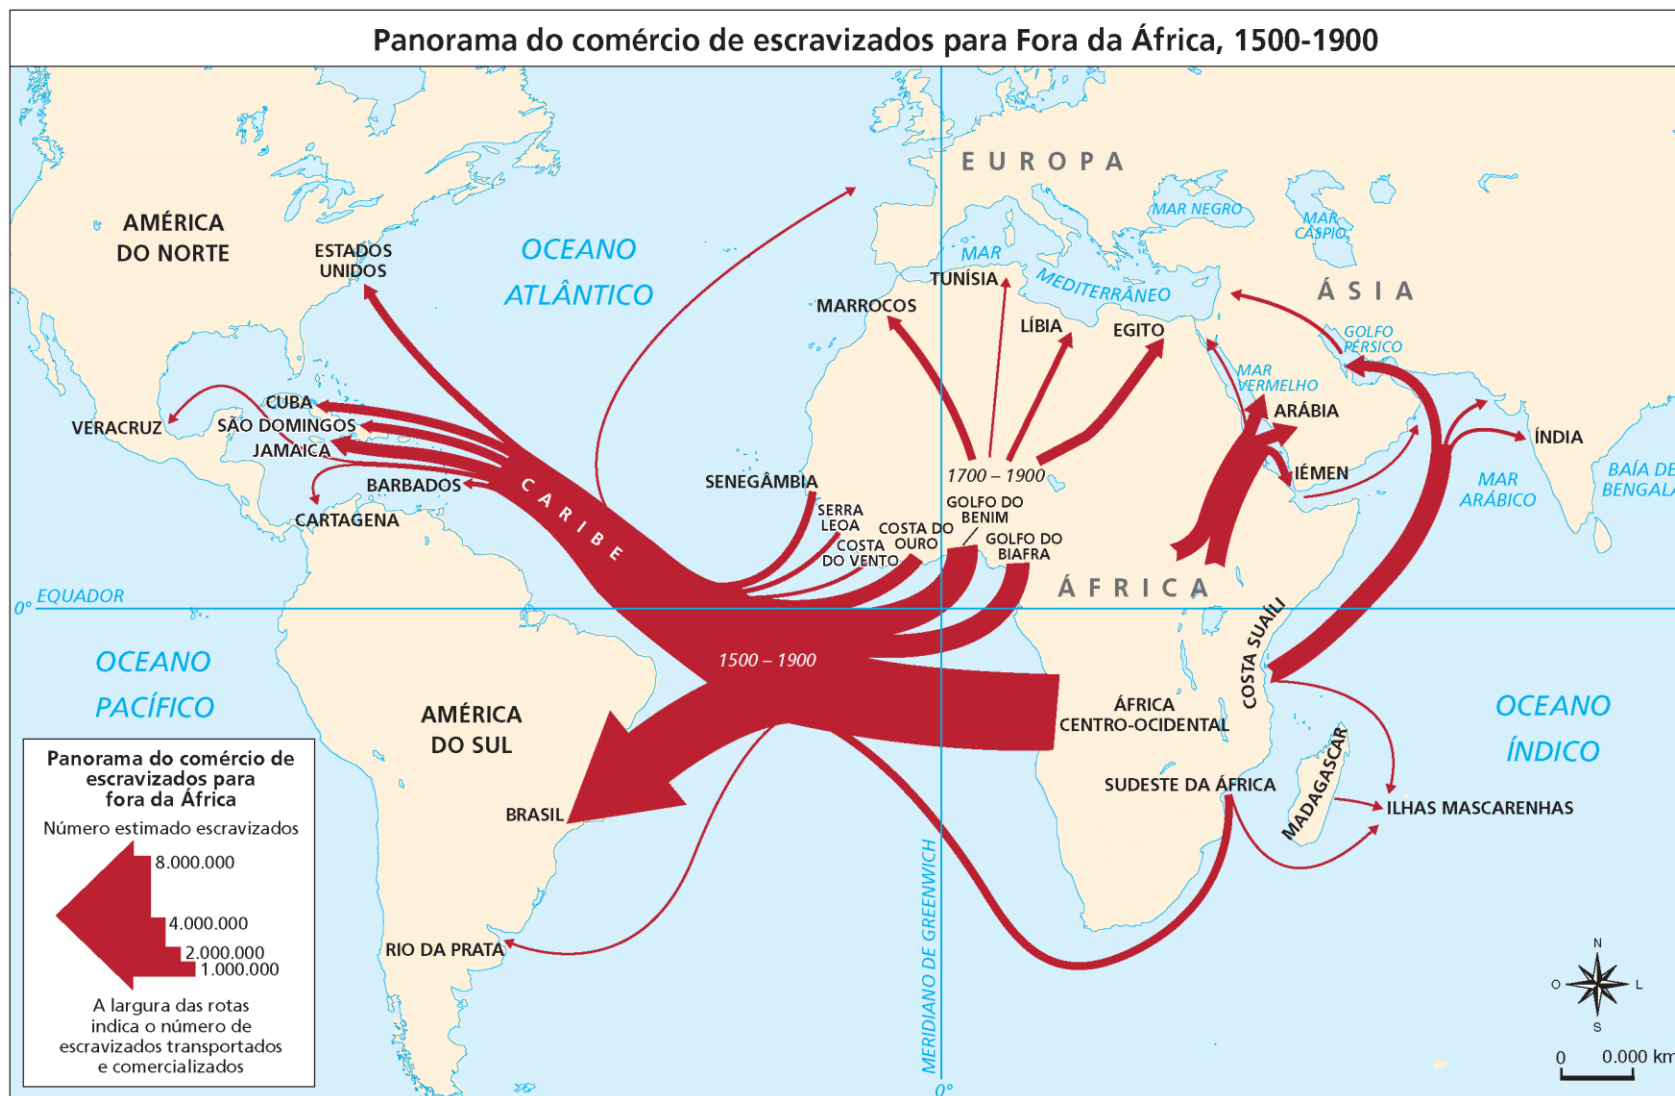 Panorama do comércio de escravizados para Fora da África, 1500-1900
EUROPA
MAR NEGRO
MAR
CÁSPIO
AMÉRICA
DO NORTE
ESTADOS
UNIDOS
OCEANO
ATLÂNTICO
MAR
MEDITERRÂNEO
TUNÍSIA
ÁSIA
MARROCOS
LÍBIA
EGITO
GOLFO
PÉRSICO
MAR
VERMELHO
ARÁBIA
CUBA
SÃO DOMINGOS
JAMAICA
VERACRUZ
BARBADOS
CARTAGENA
CARIBE
SENEGÂMBIA
SERRA
LEOA
COSTA
DO VENTO
COSTA DO
OURO
1700 – 1900
GOLFO DO
BENIM
GOLFO DO
BIAFRA
IÉMEN
ÍNDIA
MAR
ARÁBICO
BAÍA DE
BENGALA
ÁFRICA
0°
EQUADOR
COSTA SUAÍLI
OCEANO
PACÍFICO
1500 – 1900
AMÉRICA
DO SUL
ÁFRICA
CENTRO-OCIDENTAL
OCEANO
ÍNDICO
SUDESTE DA ÁFRICA
MADAGASCAR
ILHAS MASCARENHAS
BRASIL
RIO DA PRATA
MERIDIANO DE GREENWICH
0°
Panorama do comércio de
escravizados para
fora da África
Número estimado escravizados
8.000.000
4.000.000
2.000.000
1.000.000
A largura das rotas
indica o número de
escravizados transportados
e comercializados
N
O
L
S
0 0.000 km